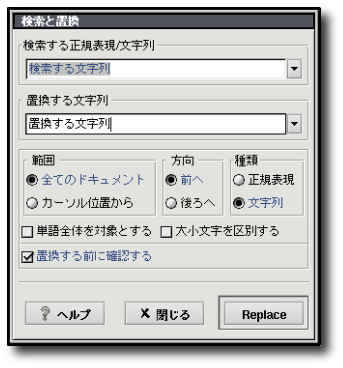 検索と置換
検索する正規表現/文字列
検索する文字列
置換する文字列
置換する文字列
範囲 方向 種類
全てのドキュメント 前へ 正規表現
カーソル位置から 後ろへ 文字列
単語全体を対象とする 大小文字を区別する
置換する前に確認する
? ヘルプ X 閉じる Replace